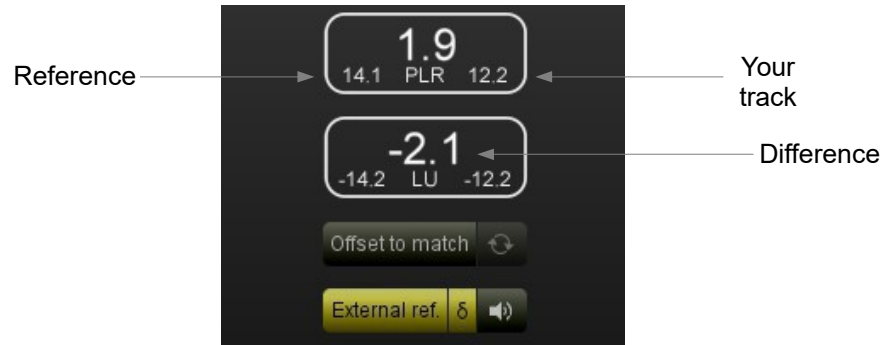 1.9
14.1 PLR 12.2
Reference
Your
track
-2.1
Difference
-14.2 LU -12.2
Offset to match
External ref. δ